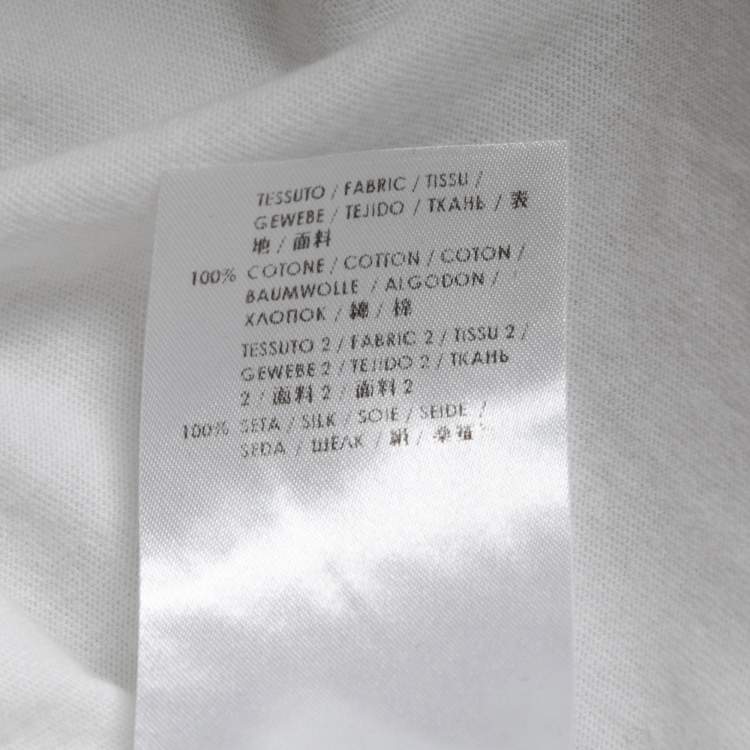 TESSUTO / FABRIC / TISSU /
GEWEBE / TEJIDO / ТКАНЬ / 表
地 / 面料
100% COTONE / COTTON / COTON /
BAUMWOLLE / ALGODON /
ХЛОПОК / 綿 / 棉
TESSUTO 2 / FABRIC 2 / TISSU 2 /
GEWEBE 2 / TEJIDO 2 / ТКАНЬ
2 / 面料 2 / 面料 2
100% SETA / SILK / SOIE / SEIDE /
SEDA / ШЕЛК / 絹 /